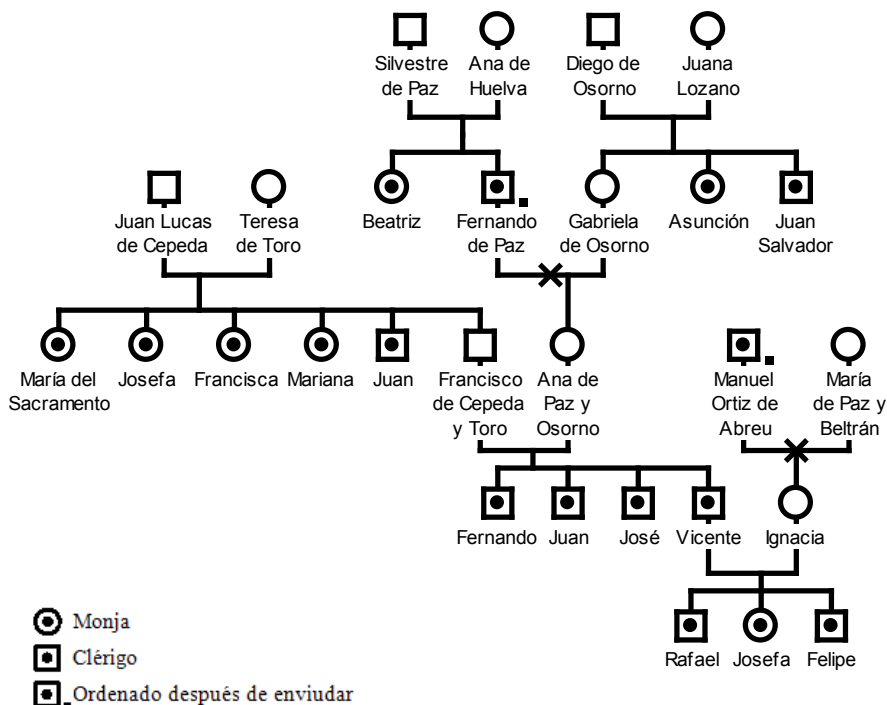 Silvestre
de Paz
Ana de
Huelva
Diego de
Osorno
Juana
Lozano
Juan Lucas
de Cepeda
Teresa
de Toro
Beatriz
Fernando
de Paz
Gabriela
de Osorno
Asunción
Juan
Salvador
María del
Sacramento
Josefa
Francisca
Mariana
Juan
Francisco
de Cepeda
y Toro
Ana de
Paz y
Osorno
Manuel
Ortiz de
Abreu
María
de Paz y
Beltrán
Fernando
Juan
José
Vicente
Ignacia
Rafael
Josefa
Felipe
Monja
Clérigo
Ordenado después de enviudar